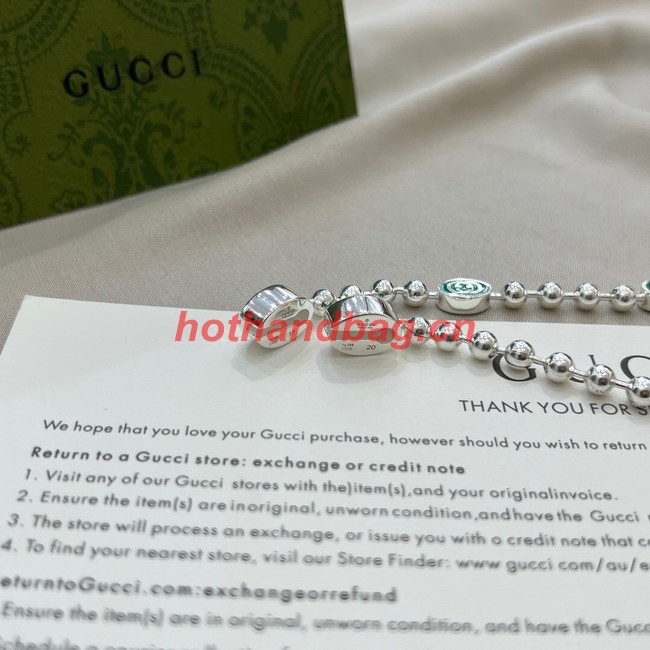 GUCCI
hothandbag.cn
20
THANK YOU FOR
We hope that you love your Gucci purchase, however should you wish to return
Return to a Gucci store: exchange or credit note
1. Visit any of our Gucci stores with the)item(s),and your originalinvoice.
2. Ensure the item(s) are inoriginal, unworn condition,andhave the Gucci
3. The store will process an exchange, or issue you with a credit note that
4. To find your nearest store, visil our Store Finder: www gucci com/au/
eturntoGucci.com:exchangeorrefund
Ensure the item(s) are in original, unworn condition, and have the Gucci